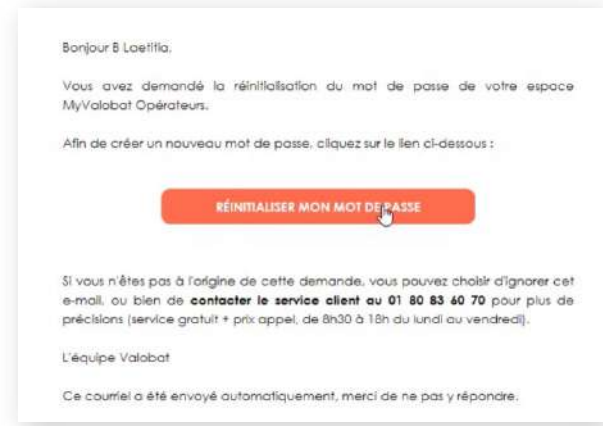 Bonjour B Laetitia,
Vous avez demandé la réinitialisation du mot de passe de votre espace
MyValobat Opérateurs.
Afin de créer un nouveau mot de passe, cliquez sur le lien ci-dessous :
RÉINITIALISER MON MOT DE PASSE
Si vous n'êtes pas à l'origine de cette demande, vous pouvez choisir d'ignorer cet
e-mail, ou bien de contacter le service client au 01 80 83 60 70 pour plus de
précisions (service gratuit + prix appel, de 8h30 à 18h du lundi au vendredi).
L'équipe Valobat
Ce courriel a été envoyé automatiquement, merci de ne pas y répondre.